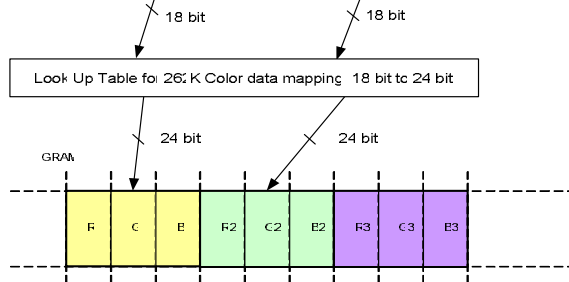 18 bit 18 bit
Look Up Table for 262K Color data mapping 18 bit to 24 bit
24 bit 24 bit
GRAM
R G B R2 G2 B2 R3 G3 B3